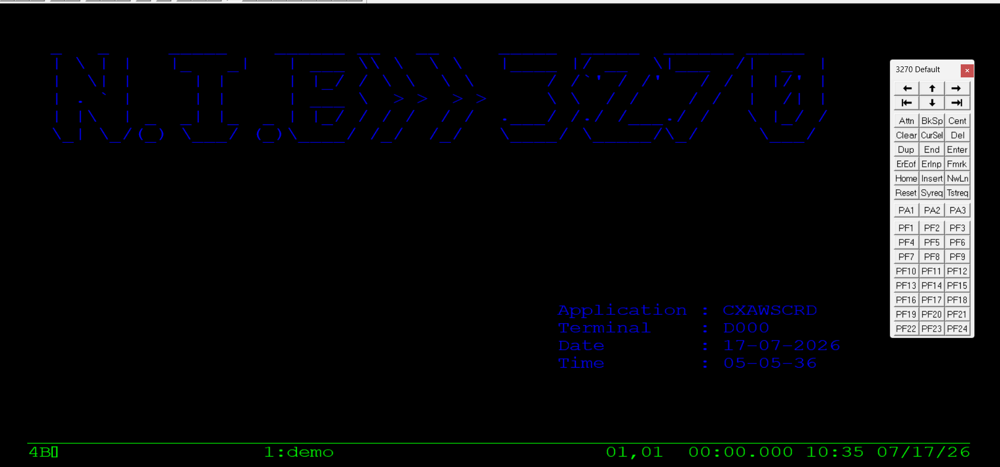 N.I.B>>3270
3270 Default
Attn BkSp Cent
Clear CurSel Del
Dup End Enter
ErEof ErInp Fmrk
Home Insert NwLn
Reset Syreq Tstreq
PA1 PA2 PA3
PF1 PF2 PF3
PF4 PF5 PF6
PF7 PF8 PF9
PF10 PF11 PF12
PF13 PF14 PF15
PF16 PF17 PF18
PF19 PF20 PF21
PF22 PF23 PF24
Application : CXAWSCRD
Terminal : D000
Date : 17-07-2026
Time : 05-05-36
4B 1:demo 01,01 00:00.000 10:35 07/17/26